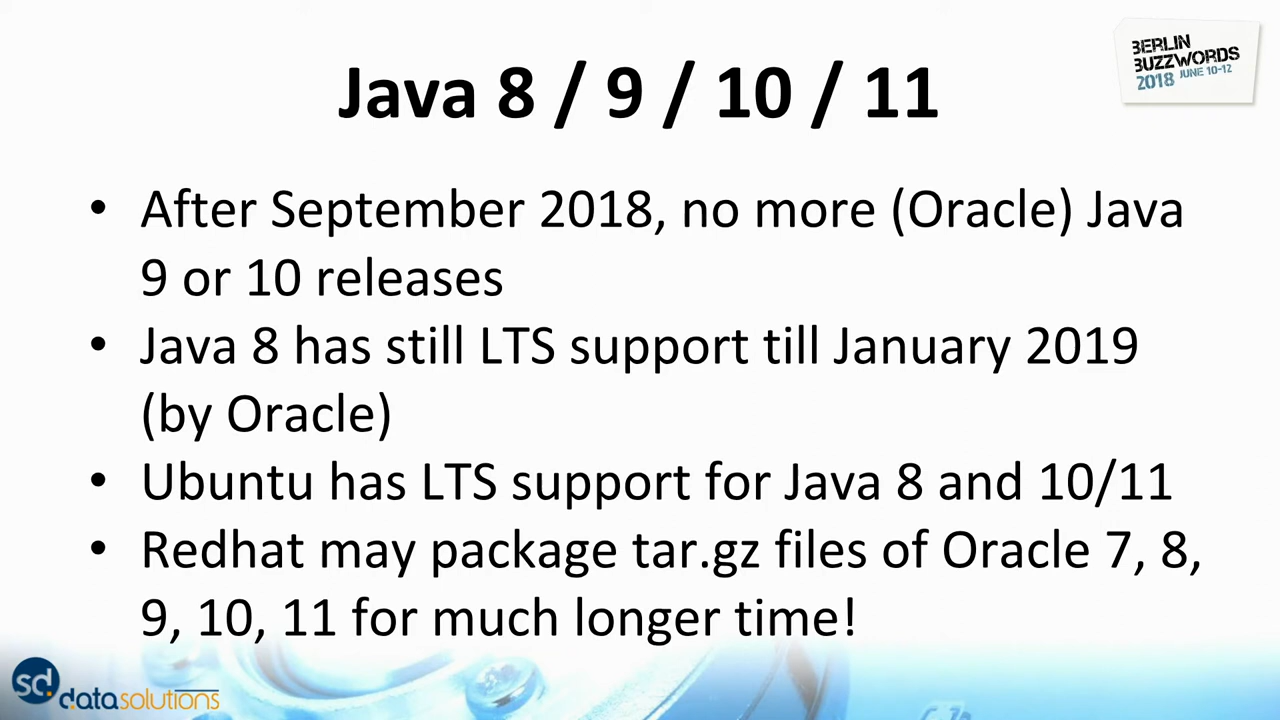 BERLIN
BUZZWORDS
2018 JUNE 10-12
Java 8 / 9 / 10 / 11
• After September 2018, no more (Oracle) Java
9 or 10 releases
• Java 8 has still LTS support till January 2019
(by Oracle)
• Ubuntu has LTS support for Java 8 and 10/11
• Redhat may package tar.gz files of Oracle 7, 8,
9, 10, 11 for much longer time!
sd.
datasolutions